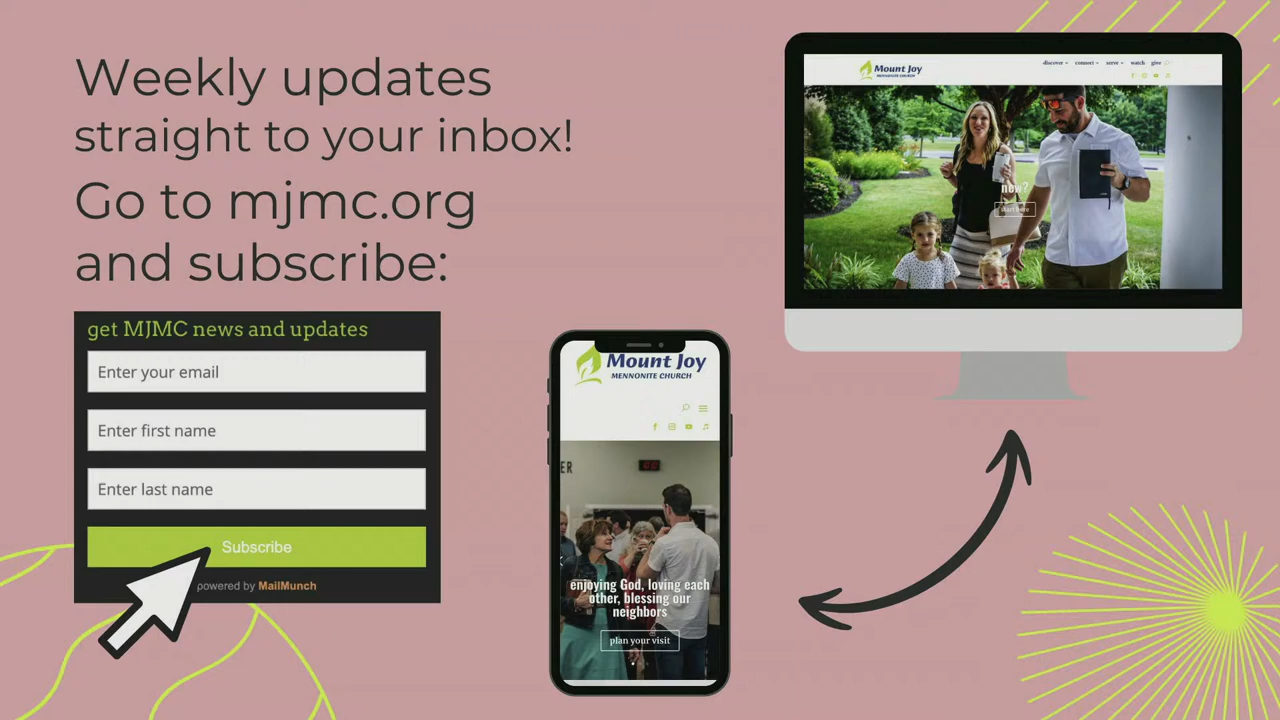 Weekly updates
straight to your inbox!
Go to mjmc.org
and subscribe:
get MJMC news and updates
Enter your email
Enter first name
Enter last name
Subscribe
powered by MailMunch
Mount Joy
MENNONITE CHURCH
enjoying God, loving each
other, blessing our
neighbors
plan your visit
Mount Joy
MENNONITE CHURCH
discover connect serve watch give
new?
start here